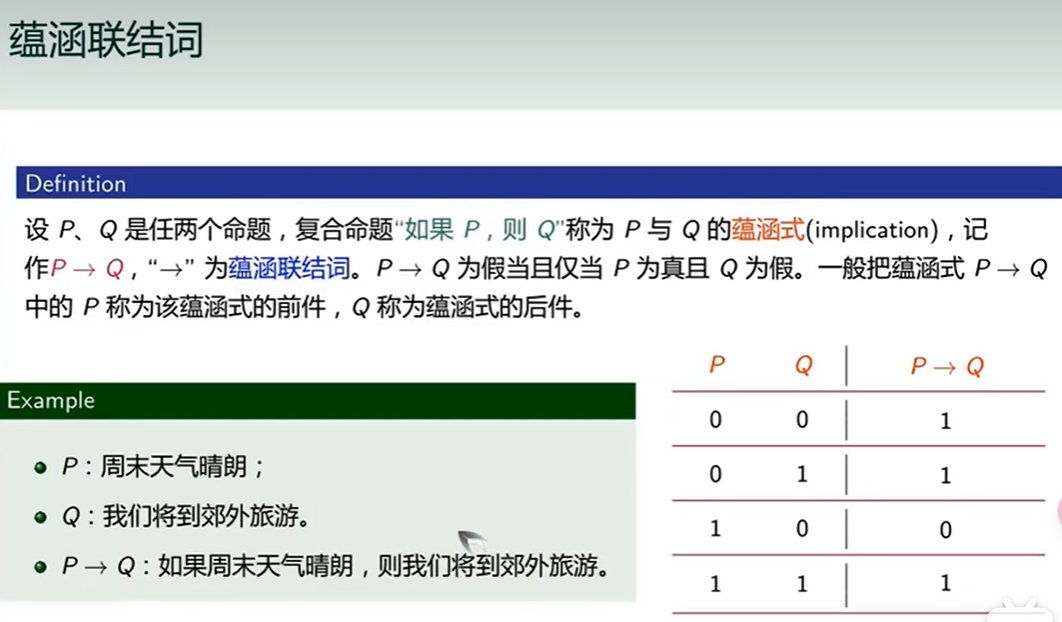 蕴涵联结词
Definition
设 P、Q 是任两个命题，复合命题“如果 P，则 Q”称为 P 与 Q 的蕴涵式(implication)，记
作P → Q，“→” 为蕴涵联结词。P → Q 为假当且仅当 P 为真且 Q 为假。一般把蕴涵式 P → Q
中的 P 称为该蕴涵式的前件，Q 称为蕴涵式的后件。
Example
P：周末天气晴朗；
Q：我们将到郊外旅游。
P → Q：如果周末天气晴朗，则我们将到郊外旅游。
P Q P → Q
0 0 1
0 1 1
1 0 0
1 1 1